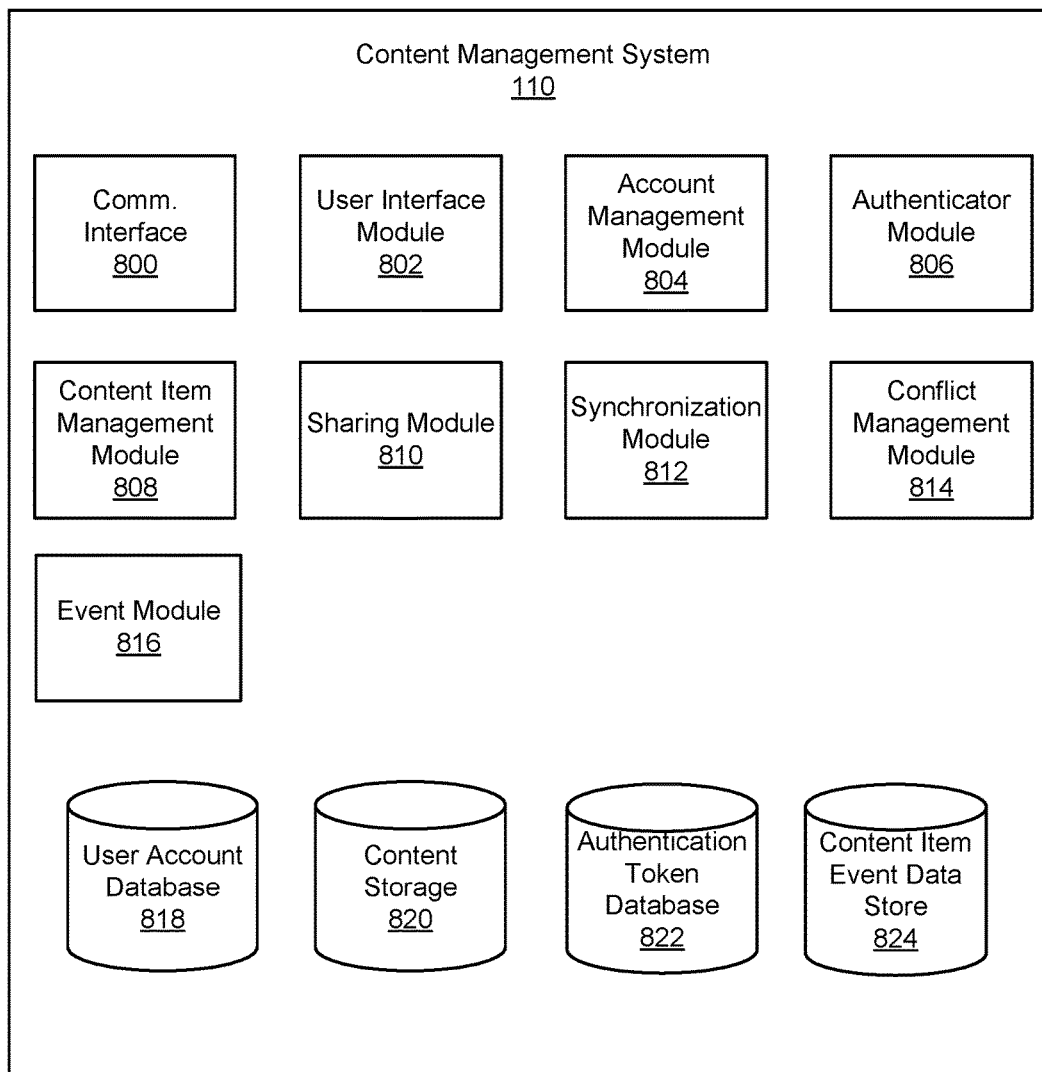 Content Management System
110
Comm.
Interface
800
User Interface
Module
802
Account
Management
Module
804
Authenticator
Module
806
Content Item
Management
Module
808
Sharing Module
810
Synchronization
Module
812
Conflict
Management
Module
814
Event Module
816
User Account
Database
818
Content
Storage
820
Authentication
Token
Database
822
Content Item
Event Data
Store
824